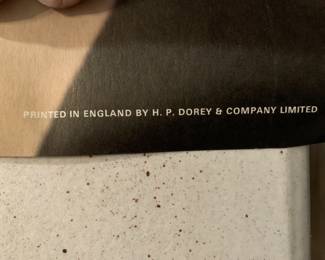 PRINTED IN ENGLAND BY H. P. DOREY & COMPANY LIMITED